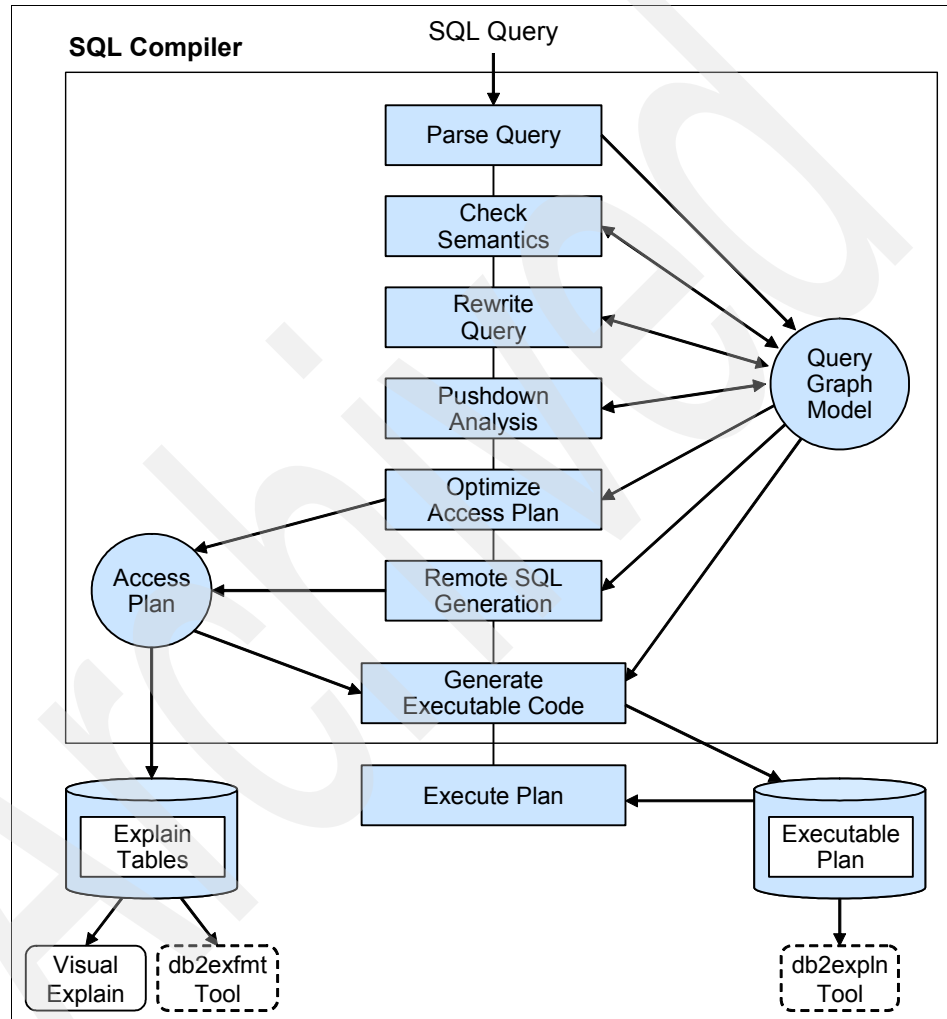 SQL Query
SQL Compiler
Parse Query
Check
Semantics
Rewrite
Query
Query
Graph
Model
Pushdown
Analysis
Optimize
Access Plan
Access
Plan
Remote SQL
Generation
Generate
Executable Code
Execute Plan
Explain
Tables
Executable
Plan
Visual
Explain
db2exfmt
Tool
db2expln
Tool
Archived